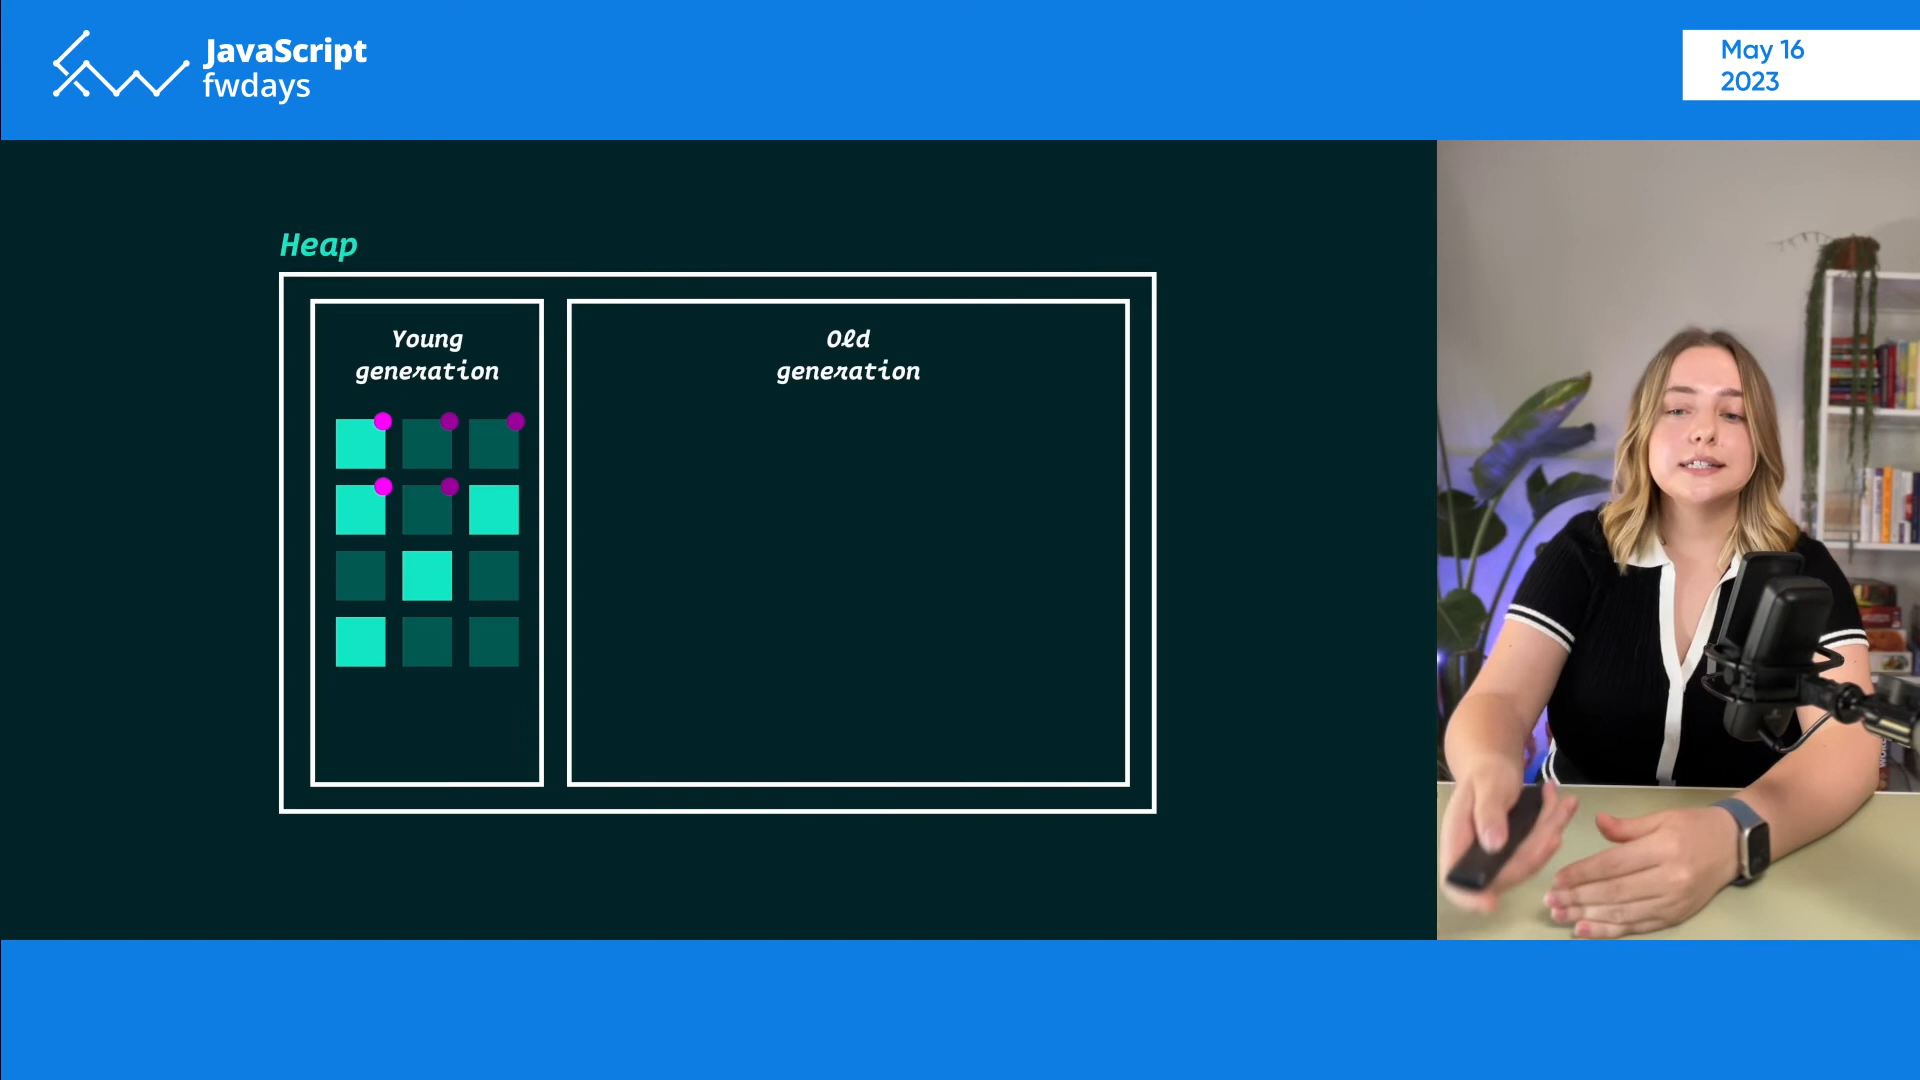 JavaScript
fwdays
May 16
2023
Heap
Young
generation
Old
generation